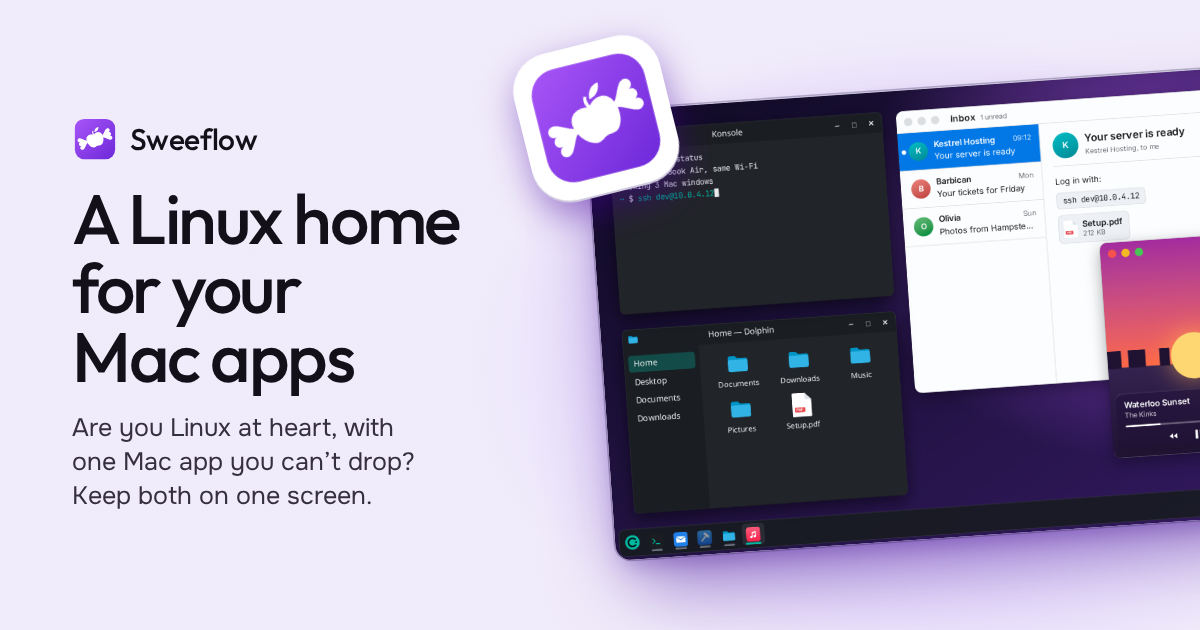 Sweeflow
A Linux home
for your
Mac apps
Are you Linux at heart, with
one Mac app you can’t drop?
Keep both on one screen.
Konsole
status
ook Air, same Wi-Fi
3 Mac windows
~ $ ssh dev@10.0.4.12
Home — Dolphin
Home
Desktop
Documents
Downloads
Documents
Downloads
Music
Pictures
Setup.pdf
Inbox 1 unread
K
Kestrel Hosting 09:12
Your server is ready
B
Barbican Mon
Your tickets for Friday
O
Olivia Sun
Photos from Hampste...
K
Your server is ready
Kestrel Hosting, to me
Log in with:
ssh dev@10.0.4.12
Setup.pdf
212 KB
Waterloo Sunset
The Kinks